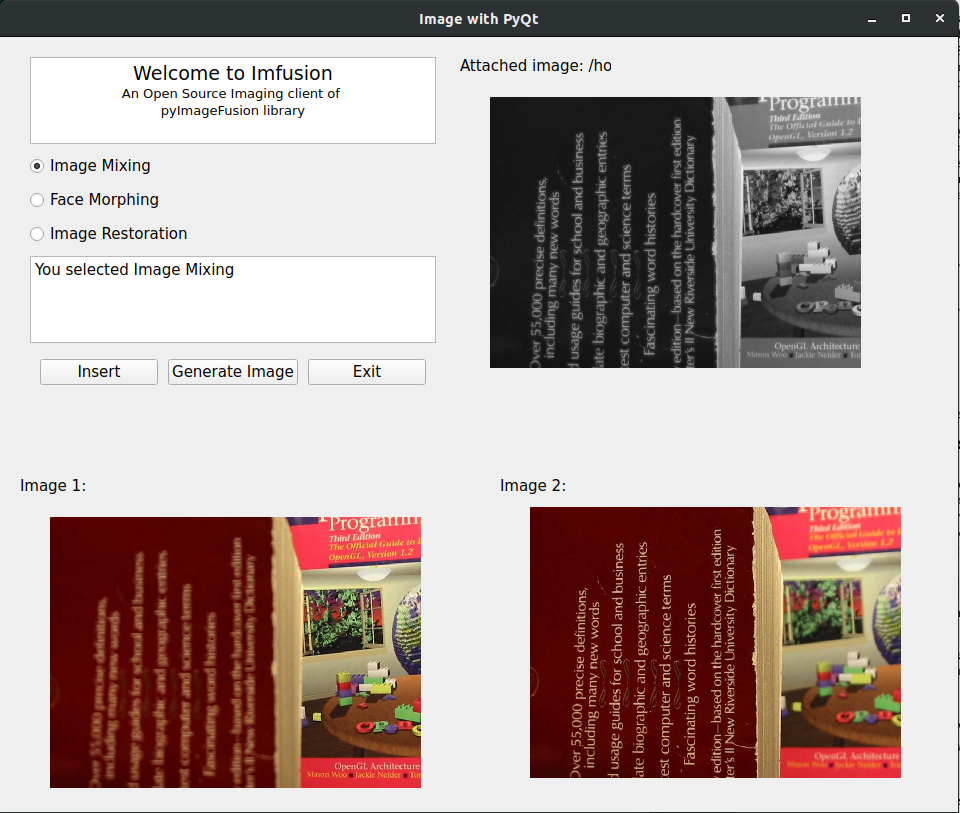 Image with PyQt
Welcome to Imfusion
An Open Source Imaging client of
pyImageFusion library
Image Mixing
Face Morphing
Image Restoration
You selected Image Mixing
Insert
Generate Image
Exit
Attached image: /ho
Over 55,000 precise definitions,
including many new words
d usage guides for school and business
ate biographic and geographic entries
est computer and science terms
Fascinating word histories
edition—based on the hardcover first edition
ter's II New Riverside University Dictionary
Programm
Third Edition
The Official Guide to L
OpenGL, Version 1.2
OpenG
OpenGL Architecture
Mason Woo ■ Jackie Neider ■ Tom
Image 1:
Over 55,000 precise definitions,
including many new words
usage guides for school and business
ate biographic and geographic entries
est computer and science terms
Fascinating word histories
edition—based on the hardcover first edition
ter's II New Riverside University Dictionary
Programm
Third Edition
The Official Guide to L
OpenGL, Version 1.2
OpenG
OpenGL Architecture
Mason Woo ■ Jackie Neider ■ Tom
Image 2:
Over 55,000 precise definitions,
including many new words
d usage guides for school and business
ate biographic and geographic entries
est computer and science terms
Fascinating word histories
edition—based on the hardcover first edition
ter's II New Riverside University Dictionary
Programm
Third Edition
The Official Guide to L
OpenGL, Version 1.2
OpenG
OpenGL Architecture
Mason Woo ■ Jackie Neider ■ Tom